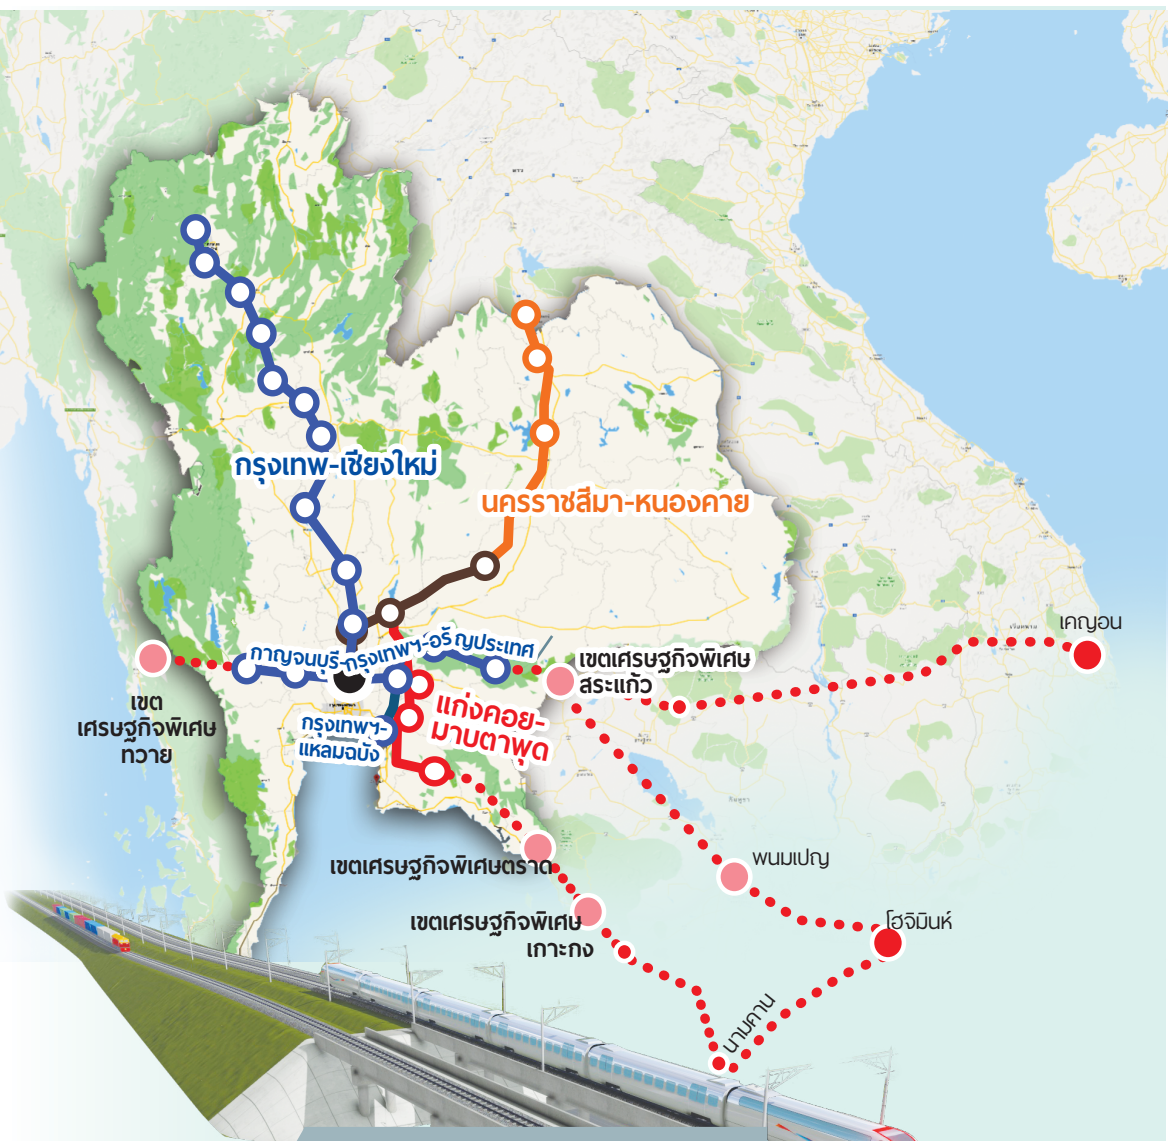 กรุงเทพ-เชียงใหม่
นครราชสีมา-หนองคาย
เคญอน
กาญจนบุรี-กรุงเทพฯ-อรัญประเทศ
เขตเศรษฐกิจพิเศษ
สระแก้ว
เขต
เศรษฐกิจพิเศษ
ทวาย
แก่งคอย-
มาบตาพุด
กรุงเทพฯ-
แหลมฉบัง
พนมเปญ
เขตเศรษฐกิจพิเศษตราด
เขตเศรษฐกิจพิเศษ
เกาะกง
โฮจิมินห์
นามคาน